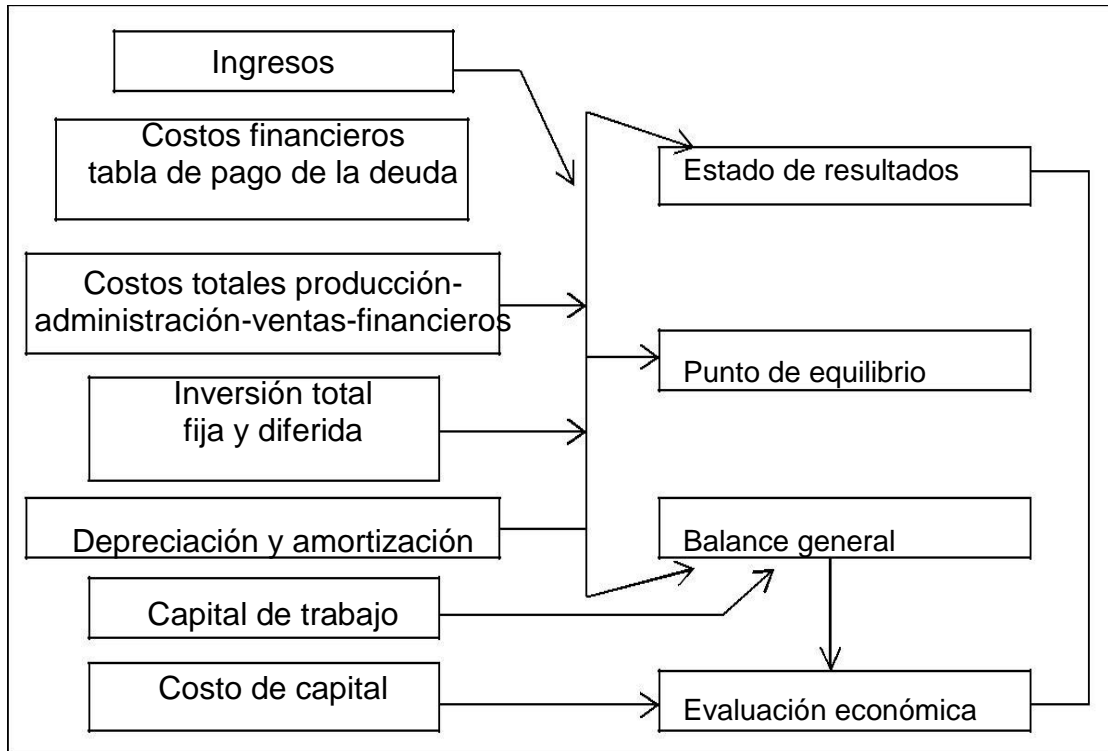 Ingresos
Costos financieros
tabla de pago de la deuda
Estado de resultados
Costos totales producción-
administración-ventas-financieros
Punto de equilibrio
Inversión total
fija y diferida
Depreciación y amortización
Balance general
Capital de trabajo
Costo de capital
Evaluación económica